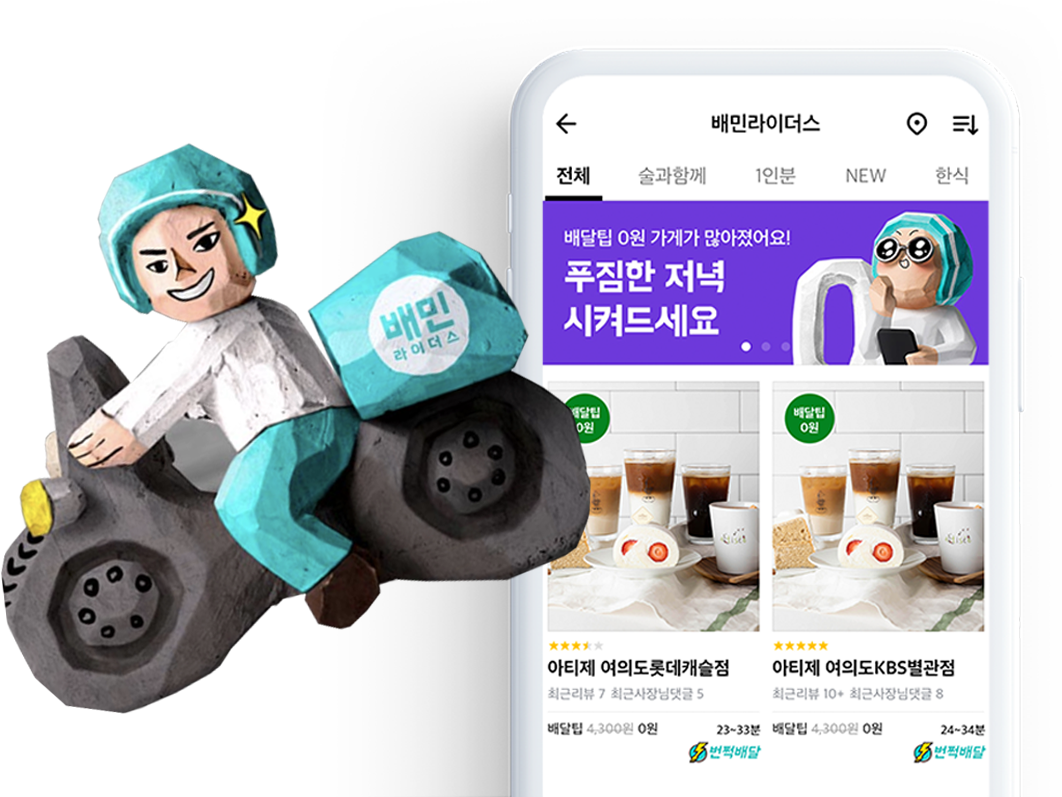 배민라이더스
전체 술과함께 1인분 NEW 한식
배달팁 0원 가게가 많아졌어요!
푸짐한 저녁
시켜드세요
배민
라이더스
배달팁 배달팁
0원 0원
아티제 여의도롯데캐슬점 아티제 여의도KBS별관점
최근리뷰 7 최근사장님댓글 5 최근리뷰 10+ 최근사장님댓글 8
배달팁 4,300원 0원 23~33분 배달팁 4,300원 0원 24~34분
번쩍배달 번쩍배달